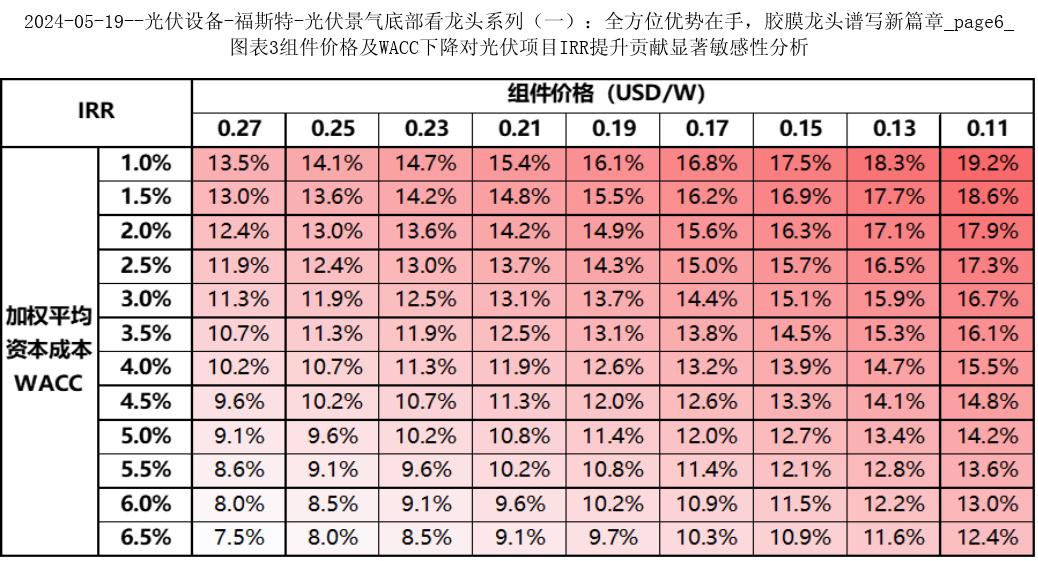 2024-05-19--光伏设备-福斯特-光伏景气底部看龙头系列（一）：全方位优势在手，胶膜龙头谱写新篇章_page6_
图表3组件价格及WACC下降对光伏项目IRR提升贡献显著敏感性分析
IRR 组件价格（USD/W）
0.27 0.25 0.23 0.21 0.19 0.17 0.15 0.13 0.11
加权平均
资本成本
WACC
1.0% 13.5% 14.1% 14.7% 15.4% 16.1% 16.8% 17.5% 18.3% 19.2%
1.5% 13.0% 13.6% 14.2% 14.8% 15.5% 16.2% 16.9% 17.7% 18.6%
2.0% 12.4% 13.0% 13.6% 14.2% 14.9% 15.6% 16.3% 17.1% 17.9%
2.5% 11.9% 12.4% 13.0% 13.7% 14.3% 15.0% 15.7% 16.5% 17.3%
3.0% 11.3% 11.9% 12.5% 13.1% 13.7% 14.4% 15.1% 15.9% 16.7%
3.5% 10.7% 11.3% 11.9% 12.5% 13.1% 13.8% 14.5% 15.3% 16.1%
4.0% 10.2% 10.7% 11.3% 11.9% 12.6% 13.2% 13.9% 14.7% 15.5%
4.5% 9.6% 10.2% 10.7% 11.3% 12.0% 12.6% 13.3% 14.1% 14.8%
5.0% 9.1% 9.6% 10.2% 10.8% 11.4% 12.0% 12.7% 13.4% 14.2%
5.5% 8.6% 9.1% 9.6% 10.2% 10.8% 11.4% 12.1% 12.8% 13.6%
6.0% 8.0% 8.5% 9.1% 9.6% 10.2% 10.9% 11.5% 12.2% 13.0%
6.5% 7.5% 8.0% 8.5% 9.1% 9.7% 10.3% 10.9% 11.6% 12.4%